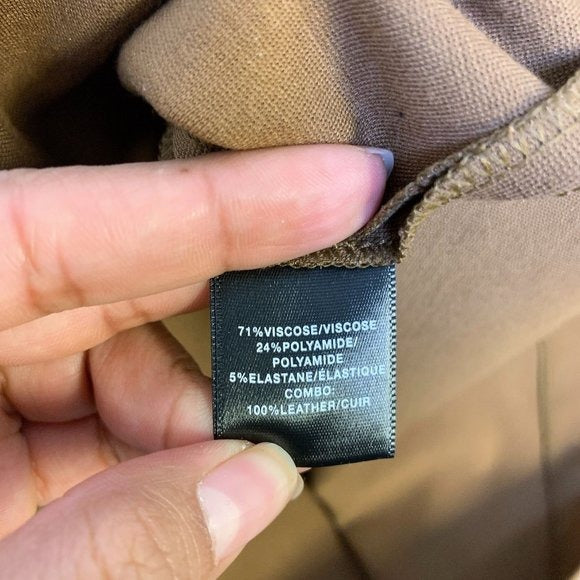 71%VISCOSE/VISCOSE
24%POLYAMIDE/
POLYAMIDE
5%ELASTANE/ÉLASTIQUE
COMBO:
100%LEATHER/CUIR